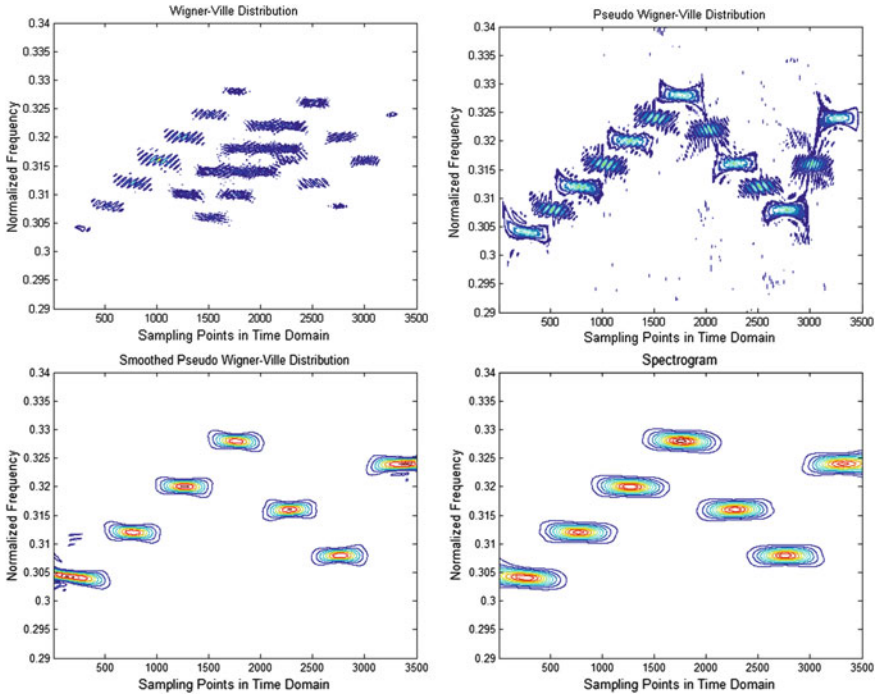 Wigner-Ville Distribution
0.34
0.335
0.33
0.325
0.32
0.315
0.31
0.305
0.3
0.295
0.29
Normalized Frequency
500 1000 1500 2000 2500 3000 3500
Sampling Points in Time Domain
Pseudo Wigner-Ville Distribution
0.34
0.335
0.33
0.325
0.32
0.315
0.31
0.305
0.3
0.295
0.29
Normalized Frequency
500 1000 1500 2000 2500 3000 3500
Sampling Points in Time Domain
Smoothed Pseudo Wigner-Ville Distribution
0.34
0.335
0.33
0.325
0.32
0.315
0.31
0.305
0.3
0.295
0.29
Normalized Frequency
500 1000 1500 2000 2500 3000 3500
Sampling Points in Time Domain
Spectrogram
0.34
0.335
0.33
0.325
0.32
0.315
0.31
0.305
0.3
0.295
0.29
Normalized Frequency
500 1000 1500 2000 2500 3000 3500
Sampling Points in Time Domain